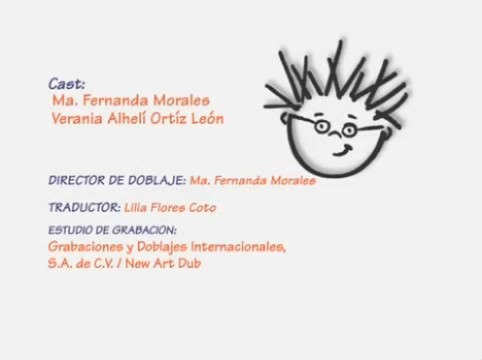 Cast:
Ma. Fernanda Morales
Verania Alhelí Ortíz León
DIRECTOR DE DOBLAJE: Ma. Fernanda Morales
TRADUCTOR: Lilia Flores Coto
ESTUDIO DE GRABACION:
Grabaciones y Doblajes Internacionales,
S.A. de C.V. / New Art Dub